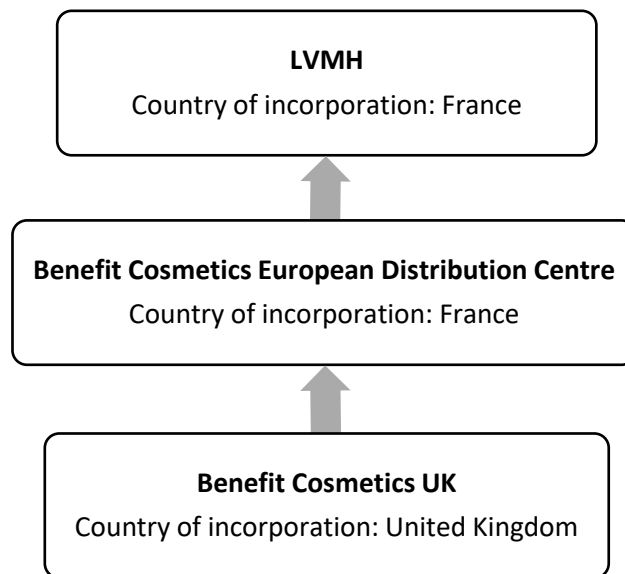 LVMH
Country of incorporation: France
Benefit Cosmetics European Distribution Centre
Country of incorporation: France
Benefit Cosmetics UK
Country of incorporation: United Kingdom